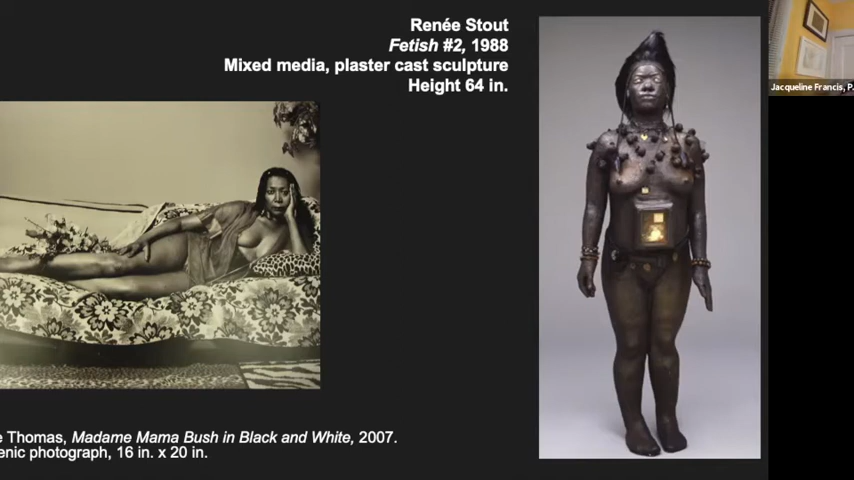 Renée Stout
Fetish #2, 1988
Mixed media, plaster cast sculpture
Height 64 in.
Jacqueline Francis, P.
e Thomas, Madame Mama Bush in Black and White, 2007.
enic photograph, 16 in. x 20 in.